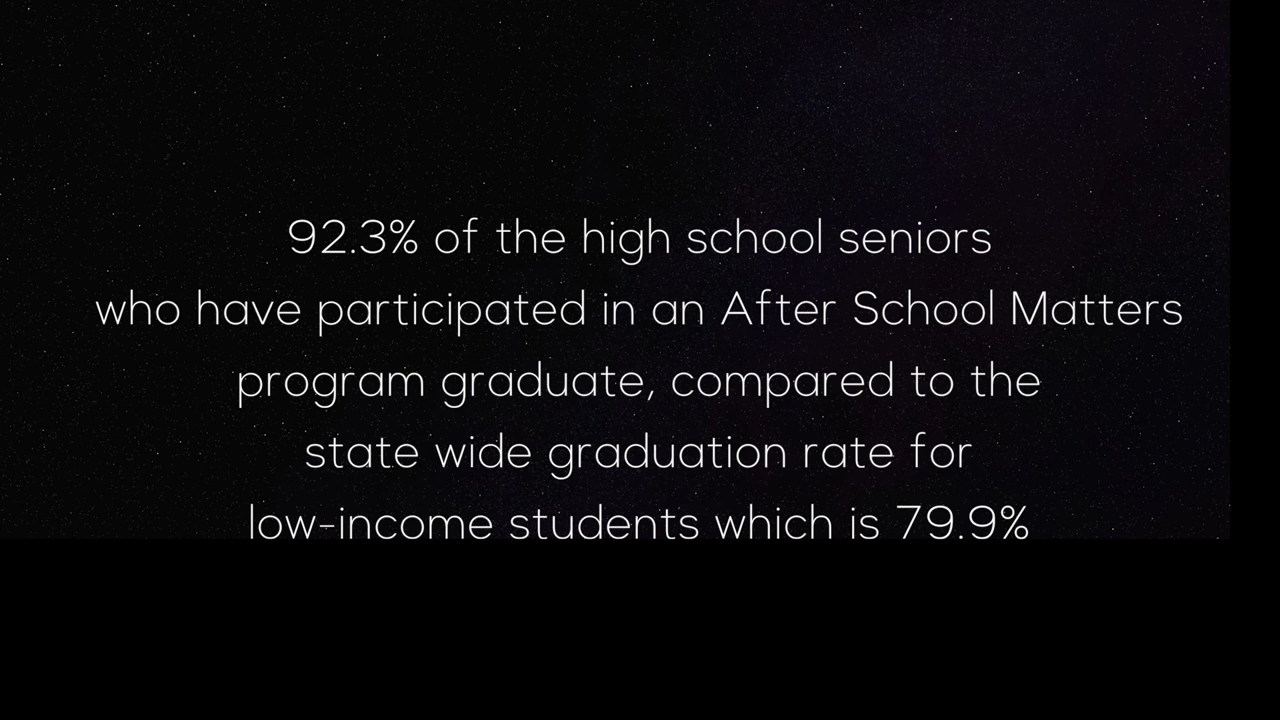 92.3% of the high school seniors
who have participated in an After School Matters
program graduate, compared to the
state wide graduation rate for
low-income students which is 79.9%